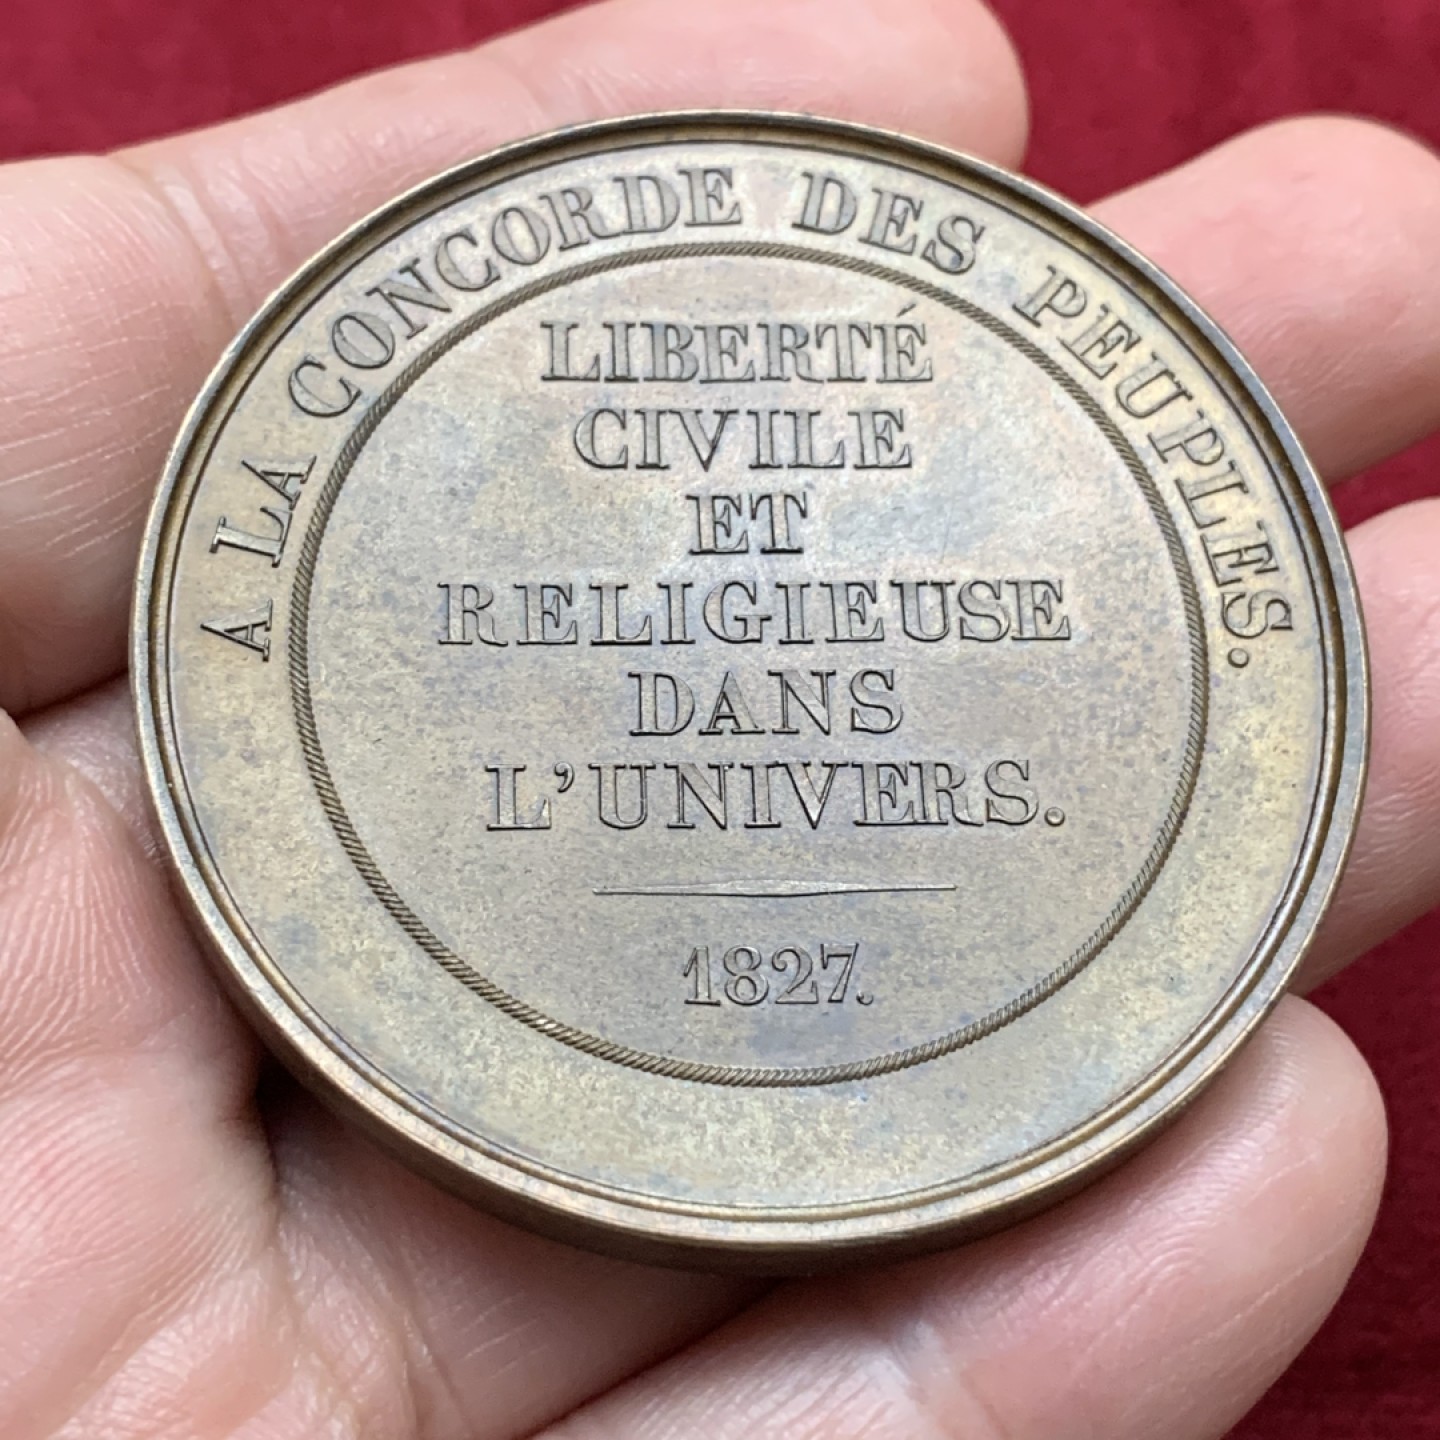 A LA CONCORDE DES PEUPLES.
LIBERTÉ
CIVILE
ET
RELIGIEUSE
DANS
L'UNIVERS.
1827.